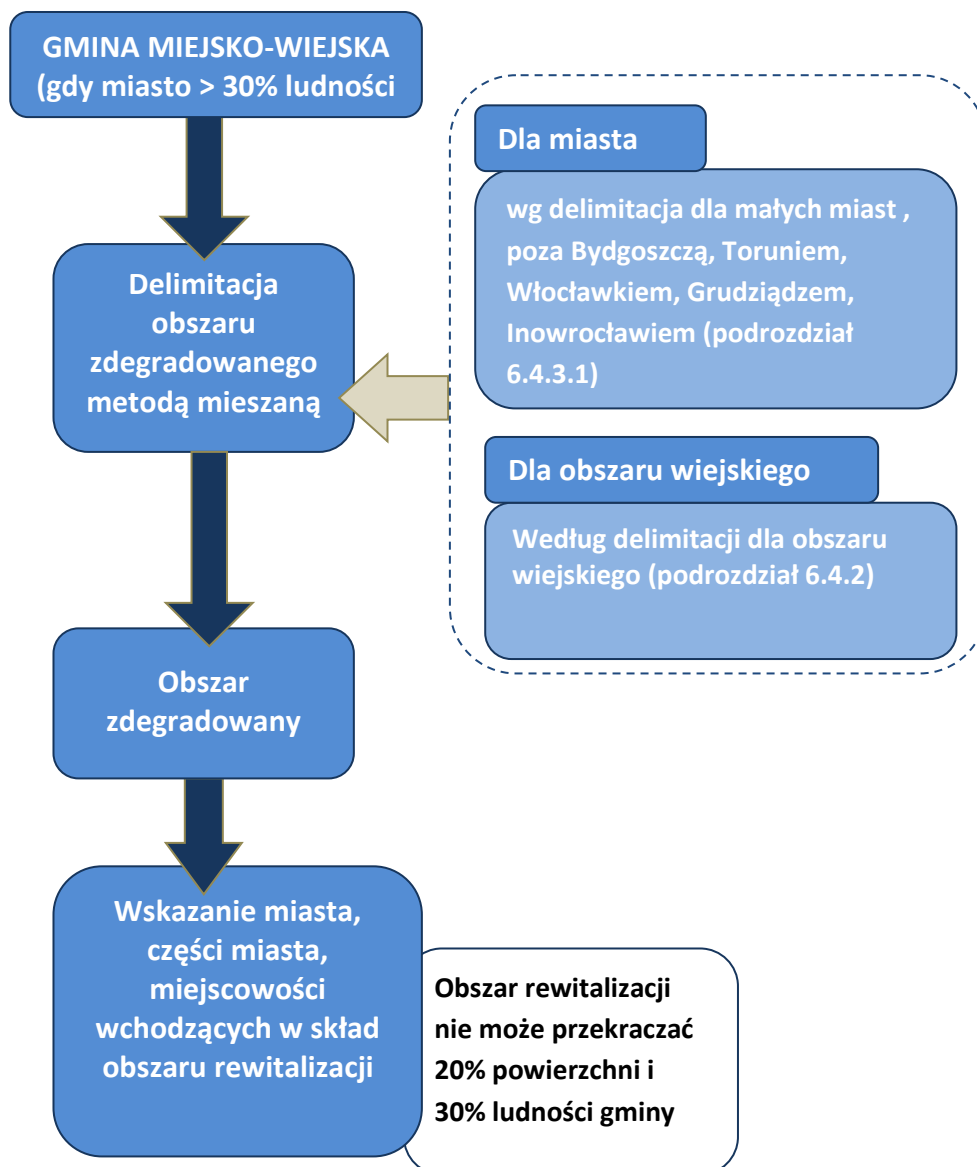 GMINA MIEJSKO-WIEJSKA
(gdy miasto > 30% ludności
Dla miasta
wg delimitacja dla małych miast ,
poza Bydgoszczą, Toruniem,
Włocławkiem, Grudziądzem,
Inowrocławiem (podrozdział
6.4.3.1)
Delimitacja
obszaru
zdegradowanego
metodą mieszaną
Dla obszaru wiejskiego
Według delimitacji dla obszaru
wiejskiego (podrozdział 6.4.2)
Obszar
zdegradowany
Wskazanie miasta,
części miasta,
miejscowości
wchodzących w skład
obszaru rewitalizacji
Obszar rewitalizacji
nie może przekraczać
20% powierzchni i
30% ludności gminy